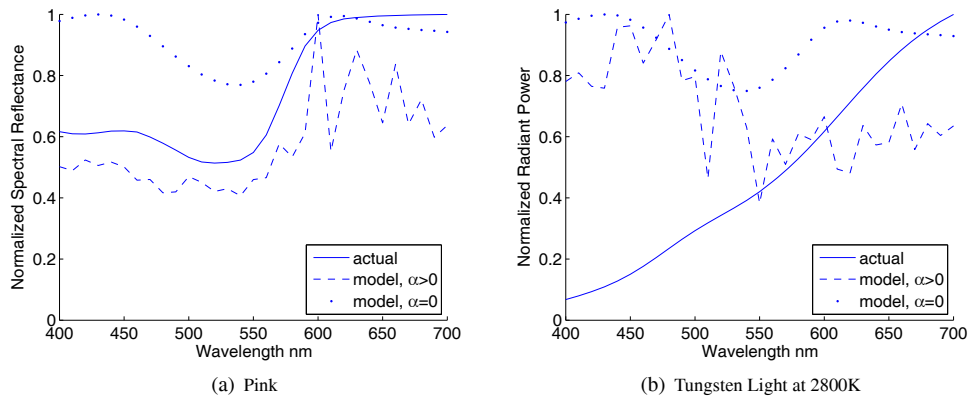 1
0.8
0.6
0.4
0.2
0
400 450 500 550 600 650 700
Normalized Spectral Reflectance
Wavelength nm
actual
model, α>0
model, α=0
(a) Pink
1
0.8
0.6
0.4
0.2
0
400 450 500 550 600 650 700
Normalized Radiant Power
Wavelength nm
actual
model, α>0
model, α=0
(b) Tungsten Light at 2800K